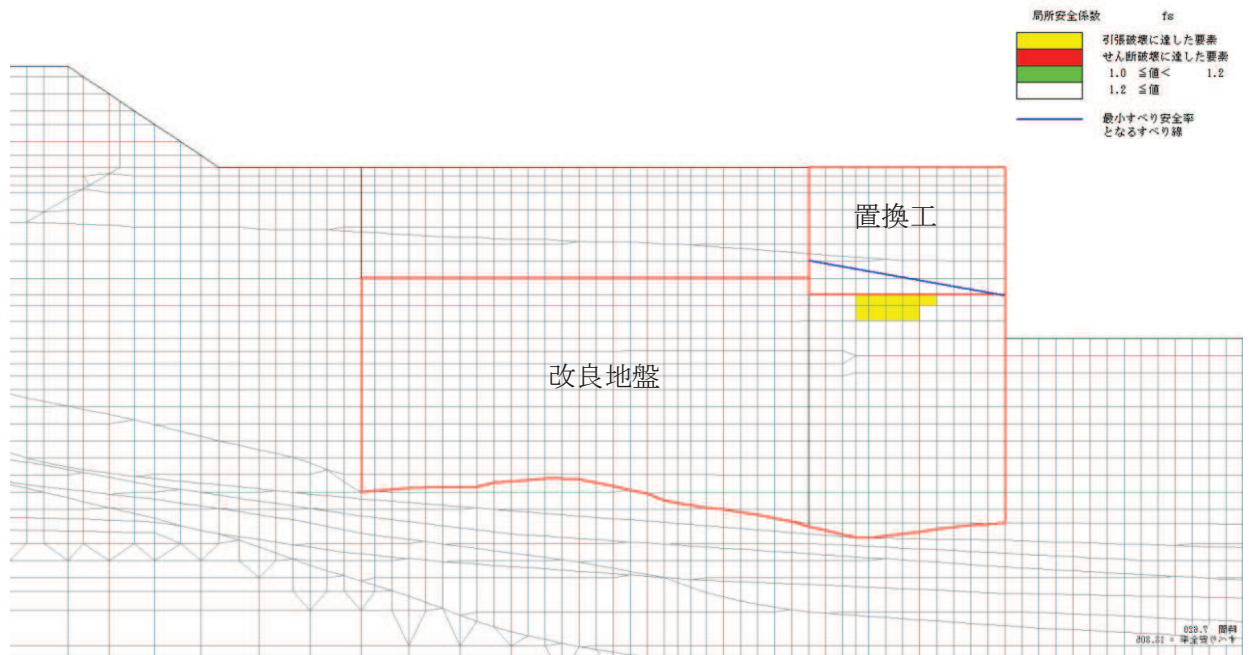 局所安全係数 fs
引張破壊に達した要素
せん断破壊に達した要素
1.0 ≦値< 1.2
1.2 ≦値
最小すべり安全率
となるすべり線
置換工
改良地盤